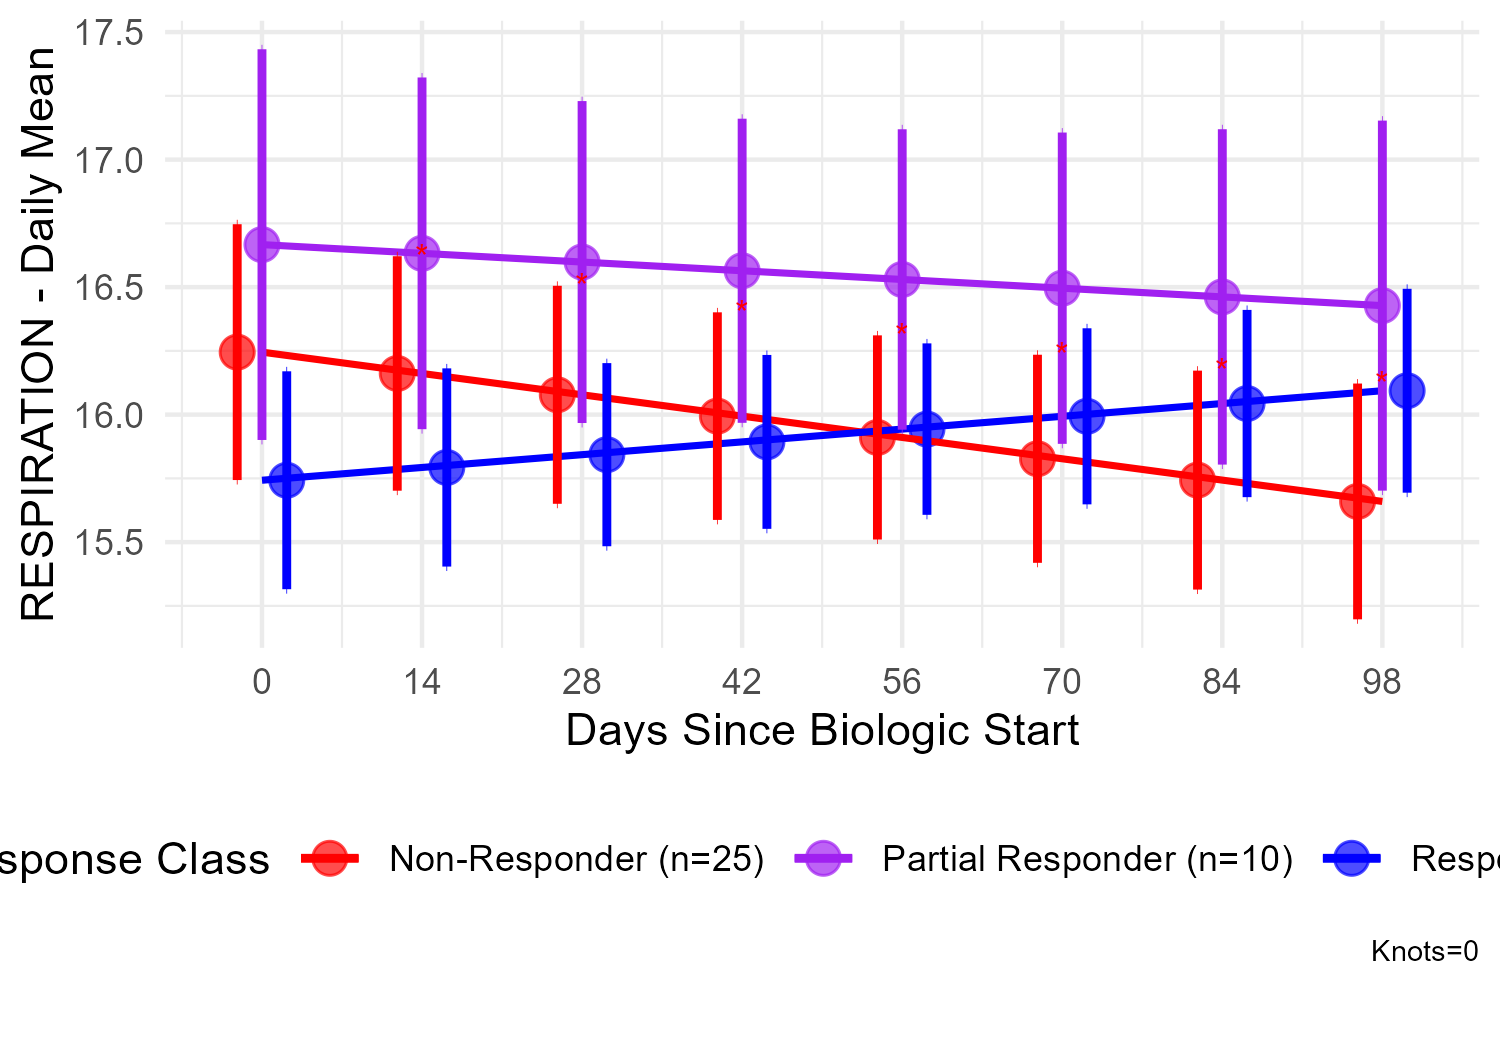 RESPIRATION - Daily Mean
17.5
17.0
16.5
16.0
15.5
* * * * * * *
0 14 28 42 56 70 84 98
Days Since Biologic Start
sponse Class Non-Responder (n=25) Partial Responder (n=10) Respo
Knots=0